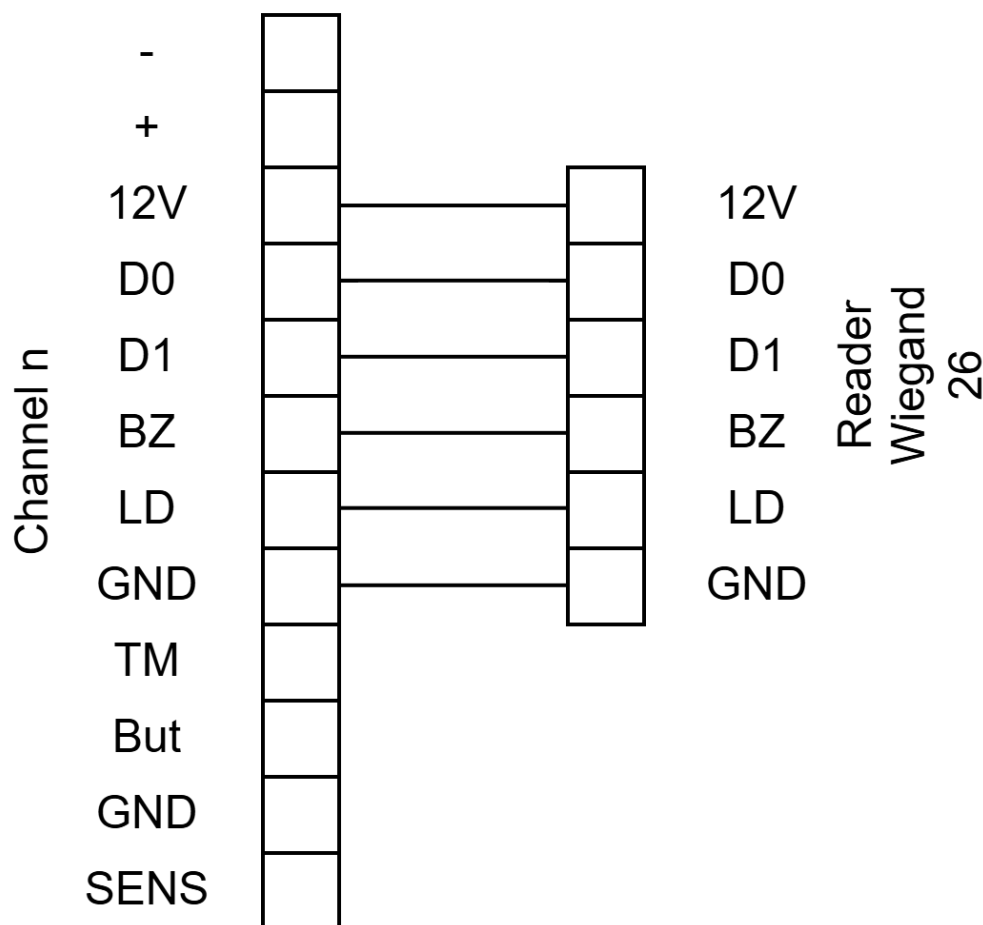 -
+
12V
D0
D1
BZ
LD
GND
TM
But
GND
SENS
Channel n
12V
D0
D1
BZ
LD
GND
Reader
Wiegand
26